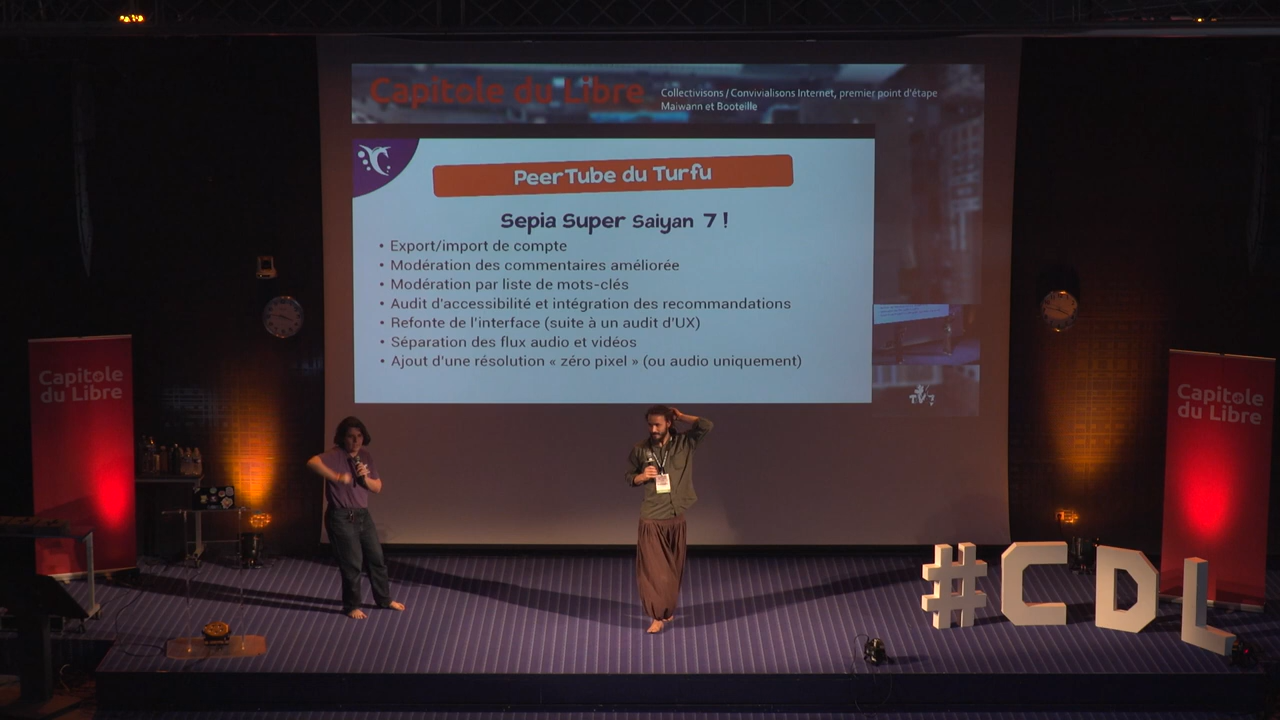 Capitole du Libre
Collectivisons / Convivialisons Internet, premier point d'étape
Maiwann et Booteille
PeerTube du Turfu
Sepia Super Saiyan 7 !
• Export/import de compte
• Modération des commentaires améliorée
• Modération par liste de mots-clés
• Audit d'accessibilité et intégration des recommandations
• Refonte de l'interface (suite à un audit d'UX)
• Séparation des flux audio et vidéos
• Ajout d'une résolution « zéro pixel » (ou audio uniquement)
Capitole
du Libre
Capitole
du Libre
#CDL